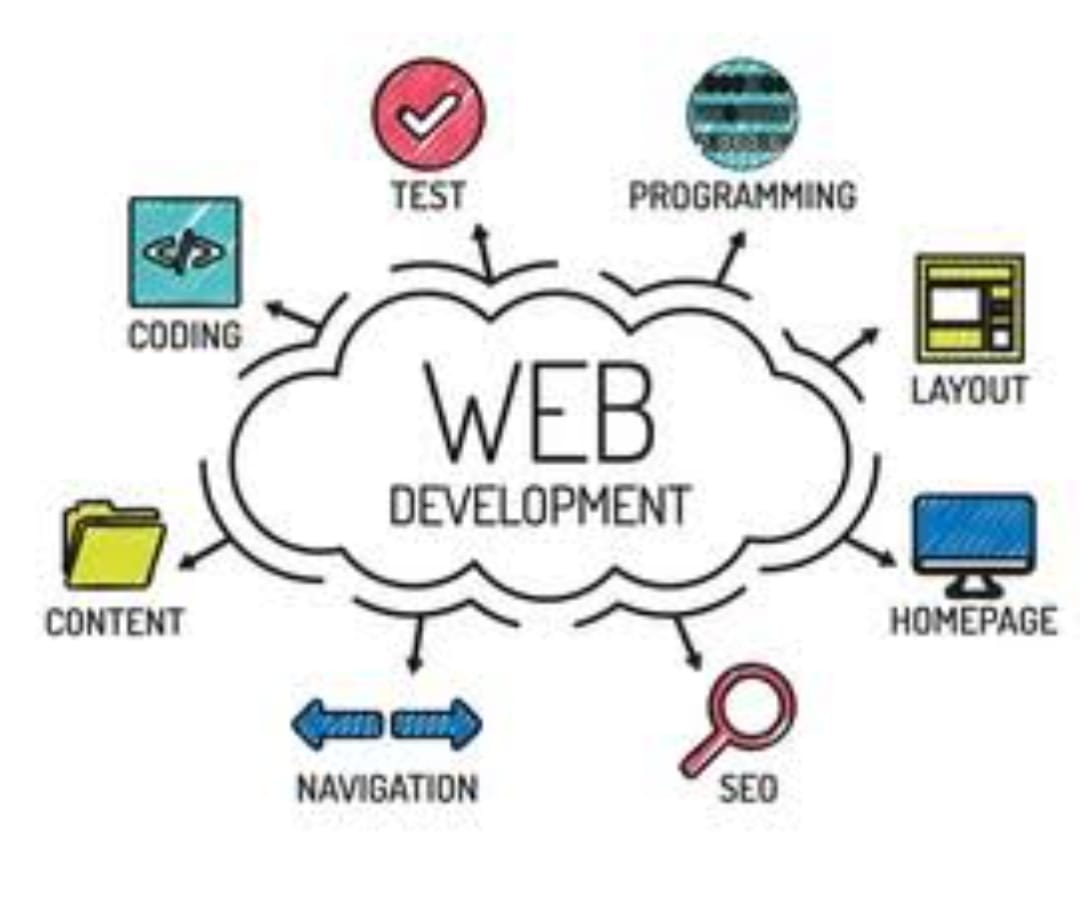 TEST
PROGRAMMING
CODING
LAYOUT
WEB
DEVELOPMENT
CONTENT
HOMEPAGE
NAVIGATION
SEO